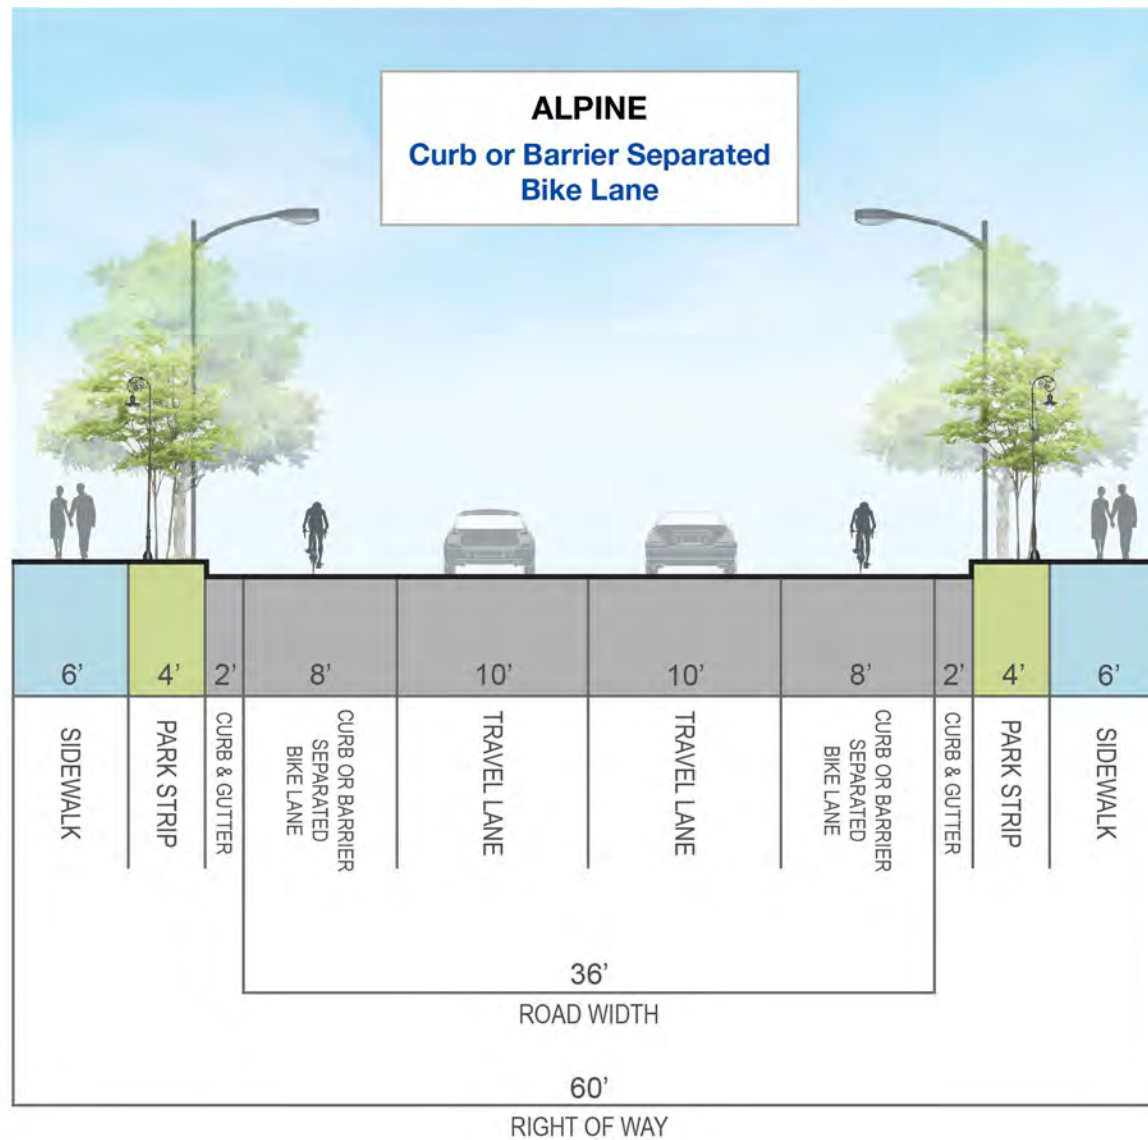 ALPINE
Curb or Barrier Separated
Bike Lane
6’
4’
2’
8’
10’
10’
8’
2’
4’
6’
SIDEWALK
PARK STRIP
CURB & GUTTER
CURB OR BARRIER
SEPARATED
BIKE LANE
TRAVEL LANE
TRAVEL LANE
CURB OR BARRIER
SEPARATED
BIKE LANE
CURB & GUTTER
PARK STRIP
SIDEWALK
36’
ROAD WIDTH
60’
RIGHT OF WAY